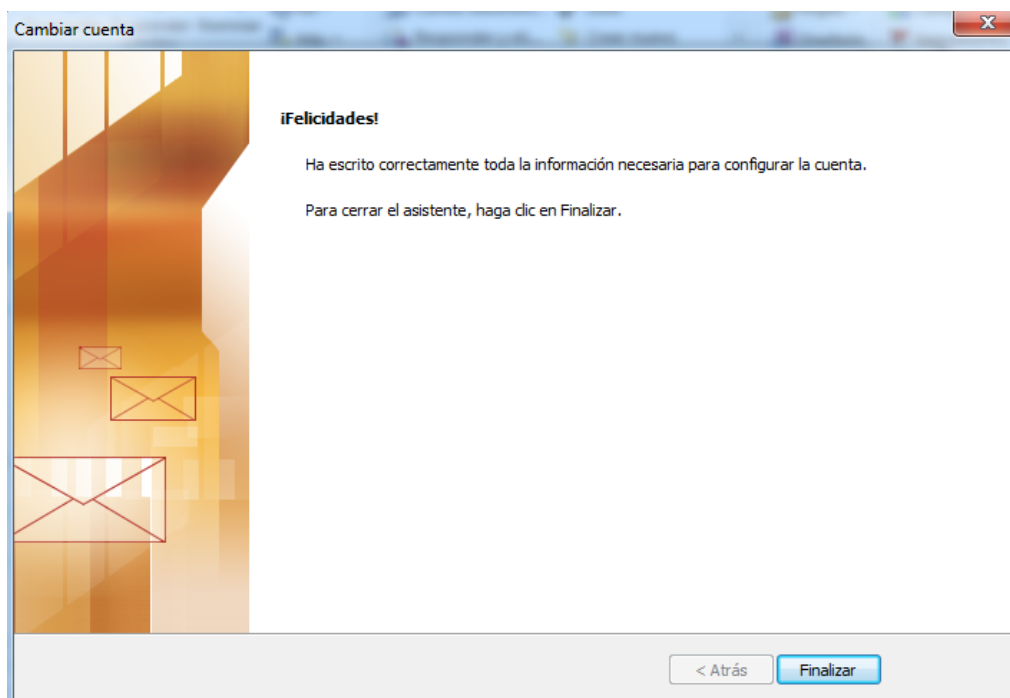 Cambiar cuenta
¡Felicidades!
Ha escrito correctamente toda la información necesaria para configurar la cuenta.
Para cerrar el asistente, haga clic en Finalizar.
< Atrás
Finalizar